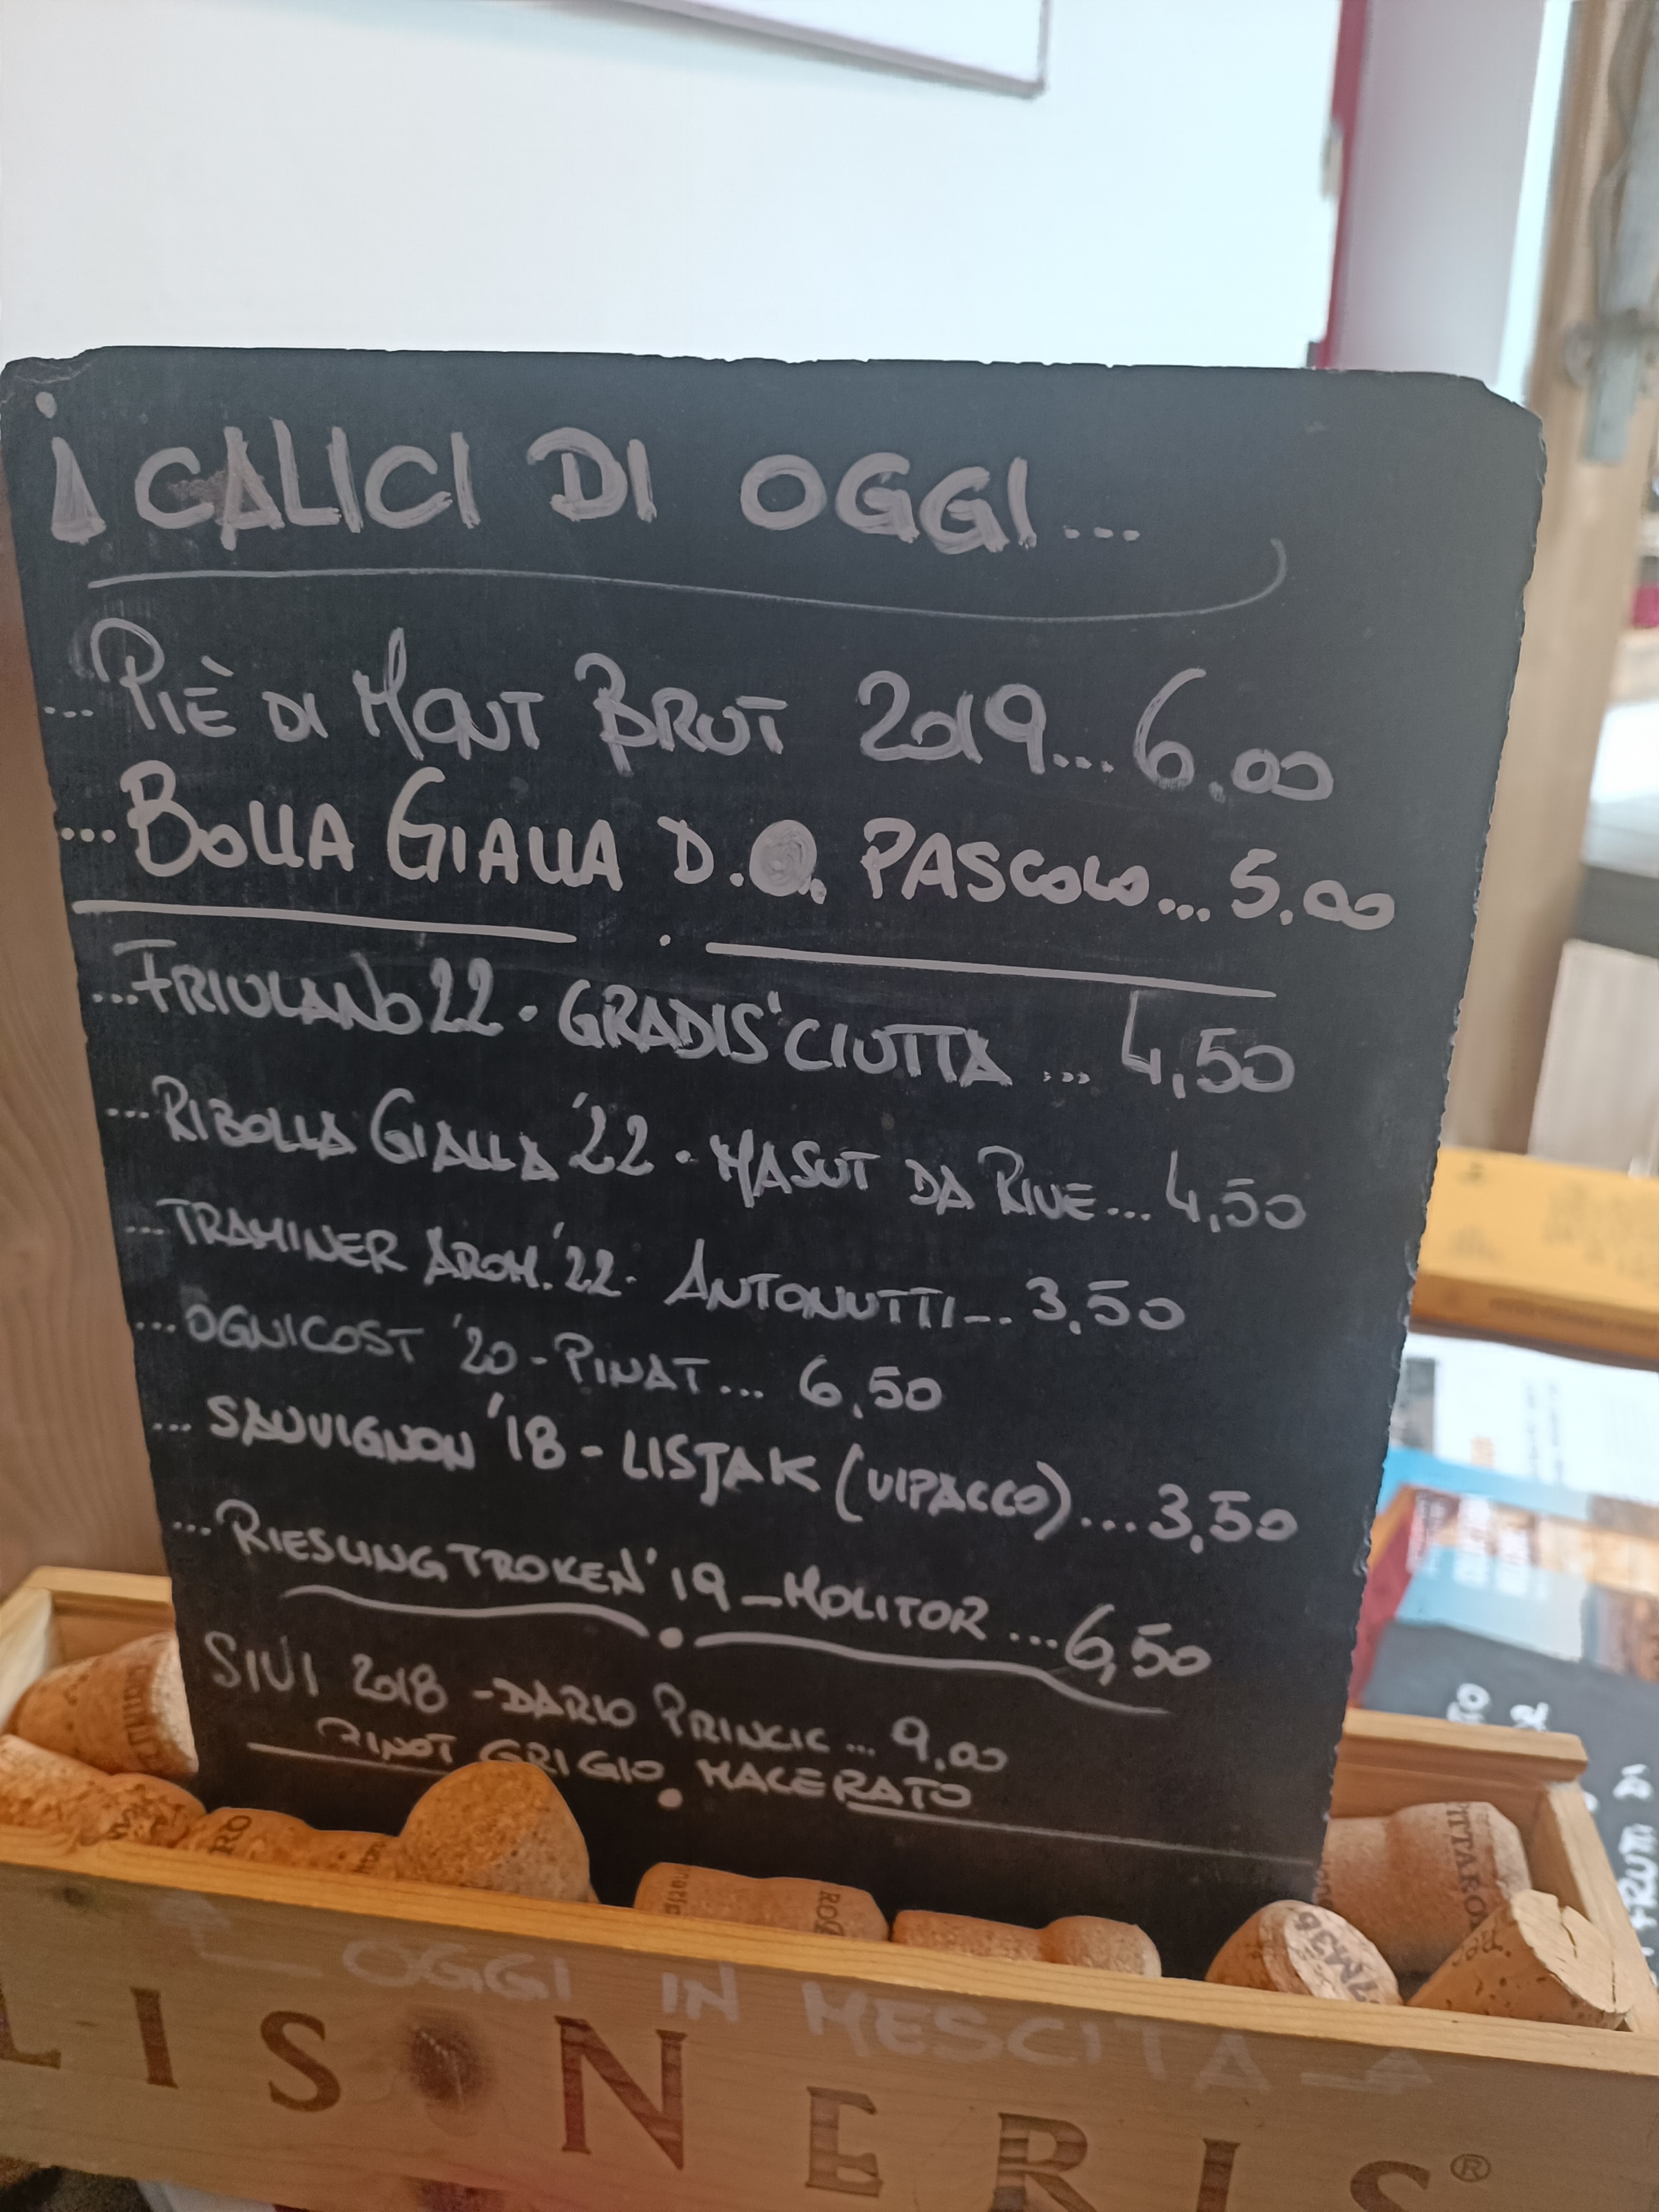 i CALICI DI OGGI...
...PIÈ DI MONT BRUT 2019...6,00
...BOLLA GIALLA D.O. PASCOLO...5,00
...FRIULANO 22 · GRADIS'CIUTTA ... 4,50
...RIBOLLA GIALLA '22 · MASUT DA RIVE...4,50
...TRAMINER AROM. '22 · ANTONUTTI... 3,50
...OGNICOST '20 - PINAT... 6,50
...SAUVIGNON '18 - LISJAK (VIPACCO)...3,50
...RIESLING TROKEN '19 - MOLITOR ...6,50
SIVI 2018 - DARIO PRINCIC... 9,00
PINOT GRIGIO MACERATO
OGGI IN MESCITA
LIS NERIS®